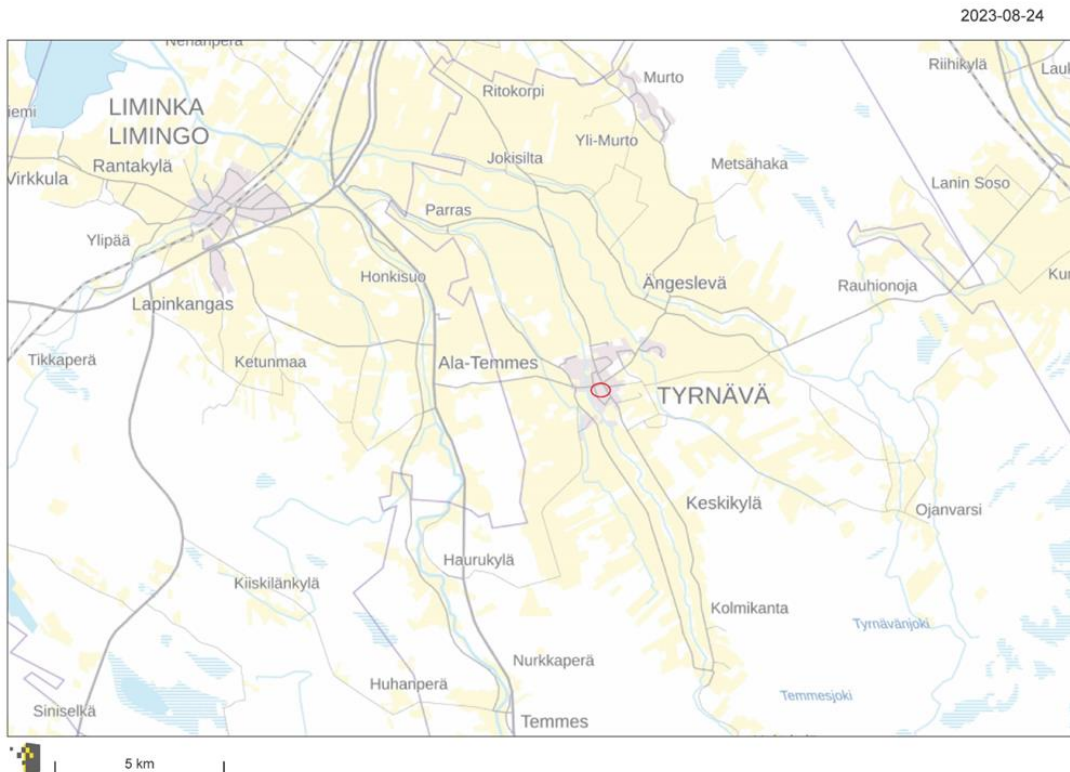 2023-08-24
Nenänperä
Riihikylä
Murto
Ritokorpi
LIMINKA
LIMINGO
Yli-Murto
Jokisilta
Rantakylä
Metsähaka
Virkkula
Lanin Soso
Parras
Ylipää
Honkisuo
Ängeslevä
Rauhionoja
Lapinkangas
Tikkaperä
Ketunmaa
Ala-Temmes
TYRNÄVÄ
Keskikylä
Ojanvarsi
Haurukylä
Kiiskilänkylä
Kolmikanta
Tyrnävänjoki
Nurkkaperä
Huhanperä
Temmesjoki
Siniselkä
Temmes
5 km